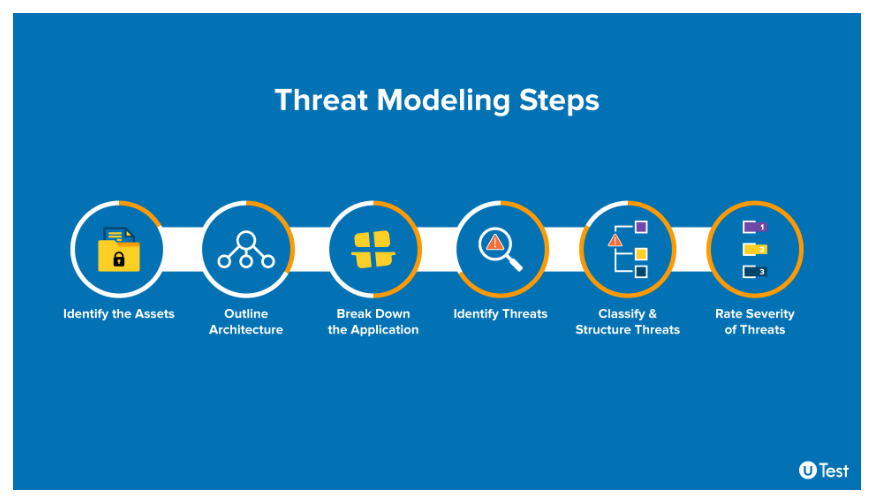 Threat Modeling Steps
1
2
3
Identify the Assets
Outline
Architecture
Break Down
the Application
Identify Threats
Classify &
Structure Threats
Rate Severity
of Threats
u Test